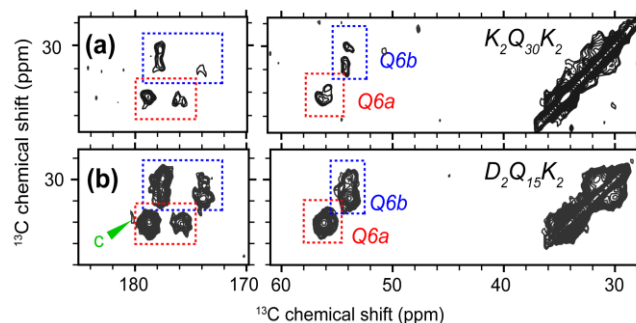 (a)
30
Q6b
Q6a
K₂Q₃₀K₂
(b)
30
c
Q6b
Q6a
D₂Q₁₅K₂
¹³C chemical shift (ppm)
180
170
60
50
40
30
¹³C chemical shift (ppm)